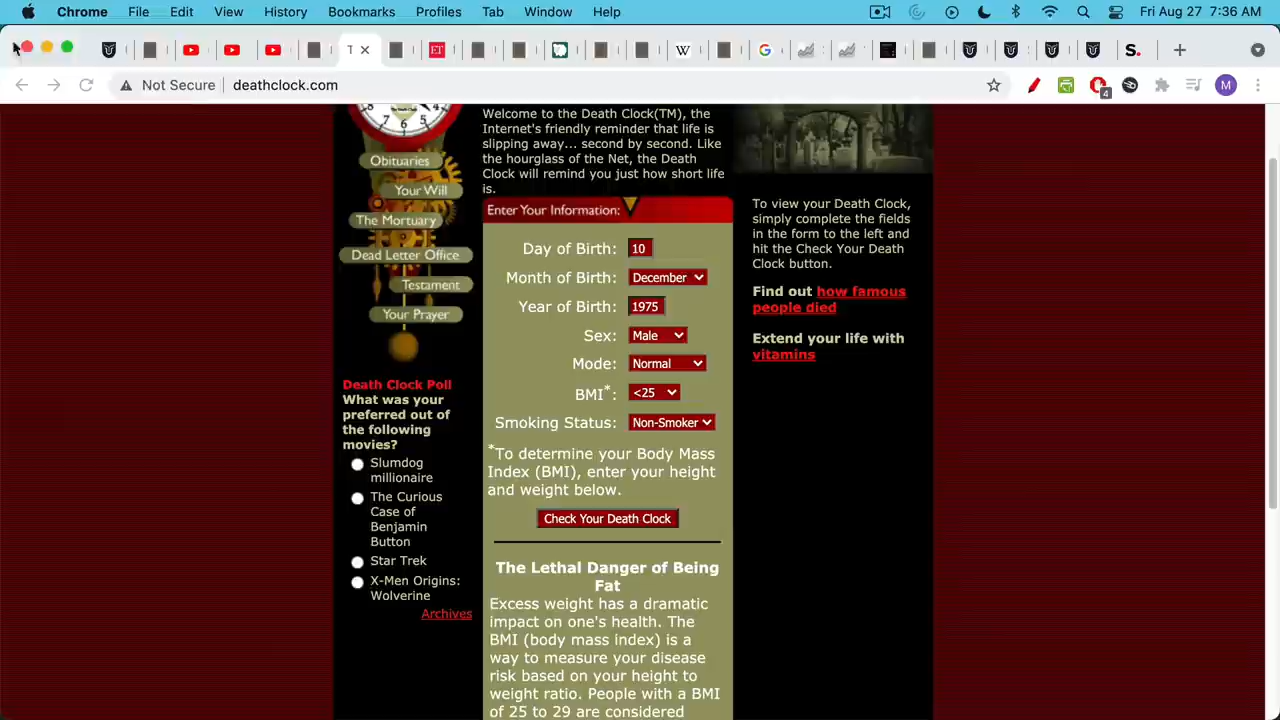 Chrome File Edit View History Bookmarks Profiles Tab Window Help Fri Aug 27 7:36 AM
T ET W G S.
Not Secure deathclock.com 4 M
8 7 6 5 4
Obituaries
Your Will
The Mortuary
Dead Letter Office
Testament
Your Prayer
Death Clock Poll
What was your
preferred out of
the following
movies?
Slumdog
millionaire
The Curious
Case of
Benjamin
Button
Star Trek
X-Men Origins:
Wolverine
Archives
Welcome to the Death Clock(TM), the
Internet's friendly reminder that life is
slipping away... second by second. Like
the hourglass of the Net, the Death
Clock will remind you just how short life
is.
Enter Your Information:
Day of Birth: 10
Month of Birth: December
Year of Birth: 1975
Sex: Male
Mode: Normal
BMI*: <25
Smoking Status: Non-Smoker
*To determine your Body Mass
Index (BMI), enter your height
and weight below.
Check Your Death Clock
The Lethal Danger of Being
Fat
Excess weight has a dramatic
impact on one's health. The
BMI (body mass index) is a
way to measure your disease
risk based on your height to
weight ratio. People with a BMI
of 25 to 29 are considered
To view your Death Clock,
simply complete the fields
in the form to the left and
hit the Check Your Death
Clock button.
Find out how famous
people died
Extend your life with
vitamins